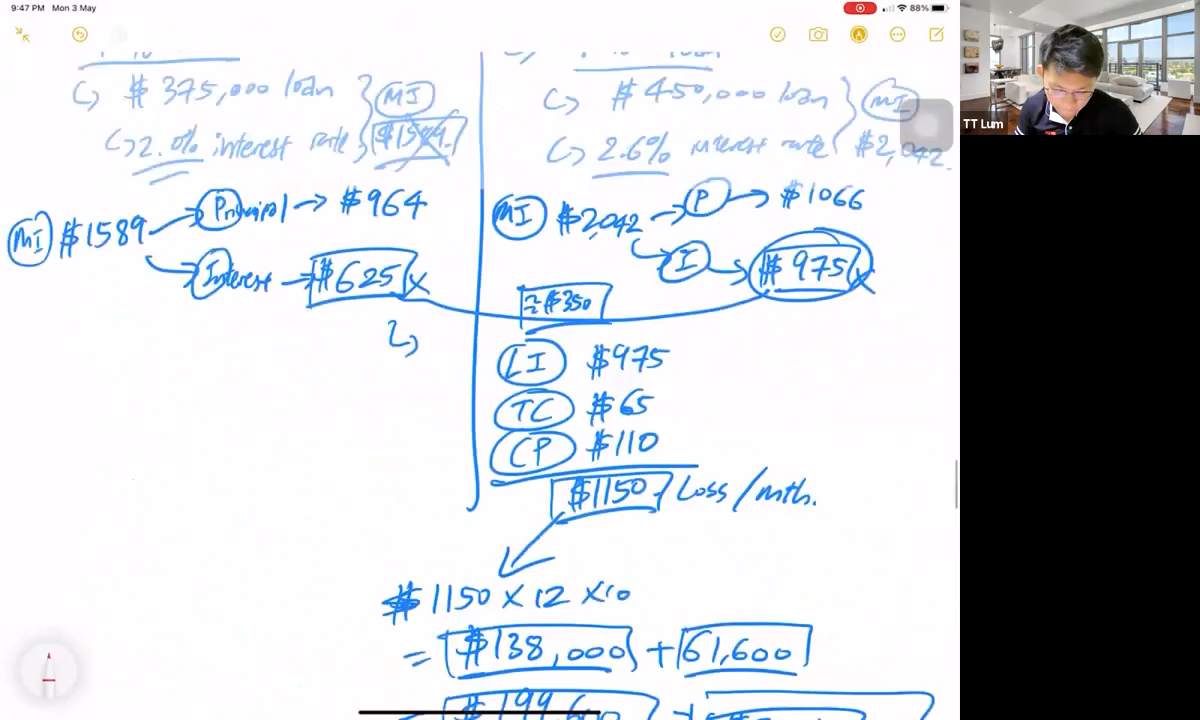 9:47 PM Mon 3 May
88%
TT Lum
$375,000 loan
2.0% interest rate
MI
$450,000 loan
2.6% interest rate
MI
$2,042
MI $1589
Principal → $964
Interest → $625 x
MI $2,042
P → $1066
I → $975 x
≈ $350
LI $975
TC $65
CP $110
$1150 Loss/mth.
$1150 x 12 x 10
= $138,000 + 61,600
= $199,600 +